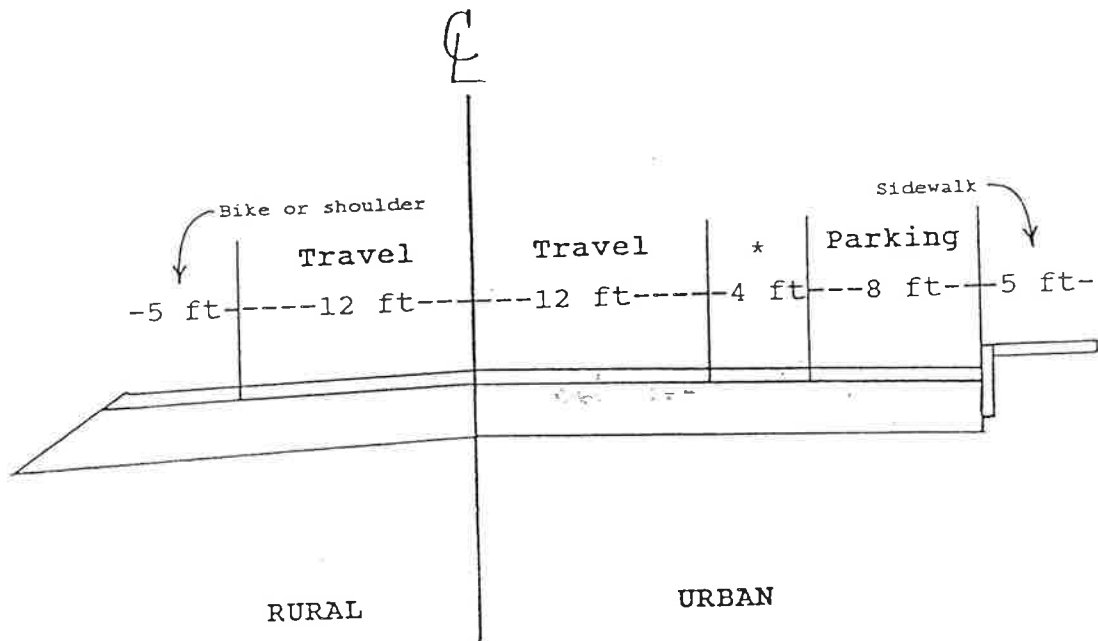 ℄
Bike or shoulder
Sidewalk
Travel
Travel
*
Parking
-5 ft-----12 ft------12 ft-----4 ft----8 ft---5 ft-
RURAL
URBAN